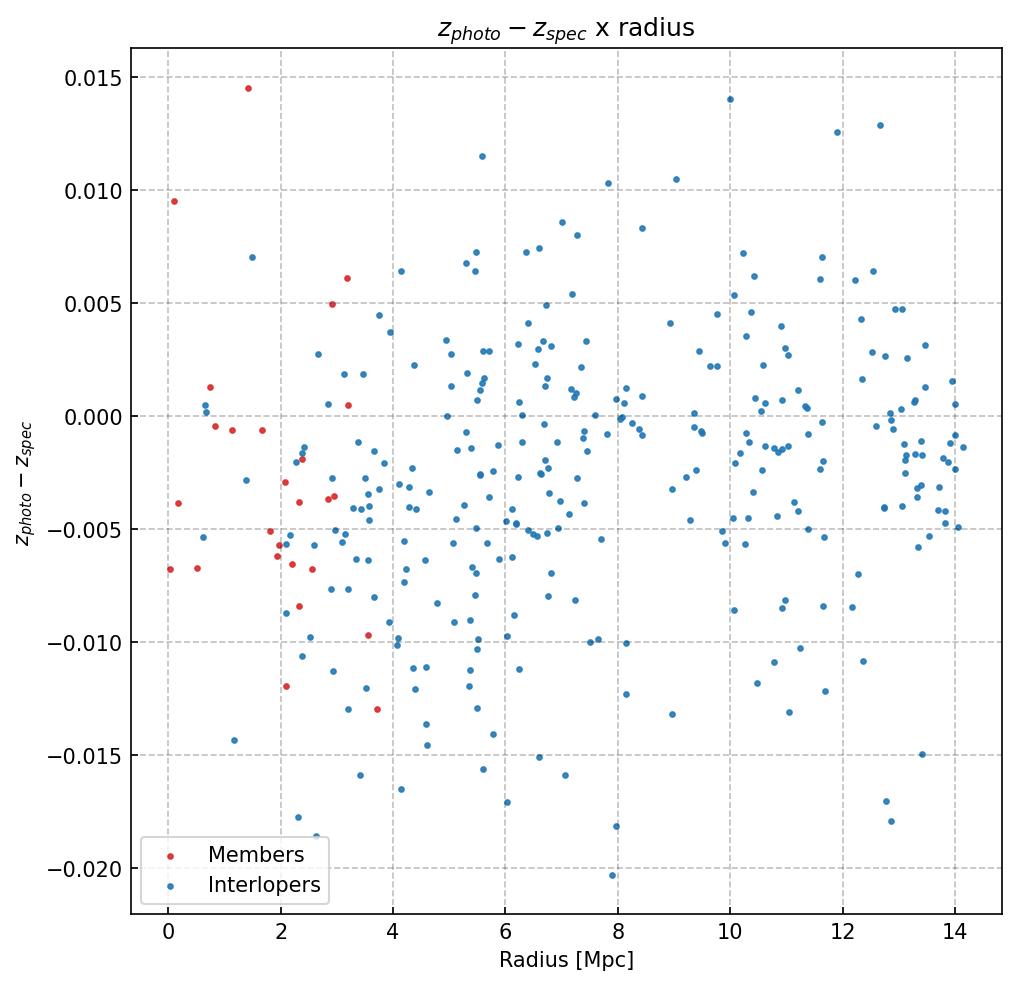 z_photo − z_spec x radius
0.015
0.010
0.005
0.000
−0.005
−0.010
−0.015
−0.020
z_photo − z_spec
Members
Interlopers
0 2 4 6 8 10 12 14
Radius [Mpc]